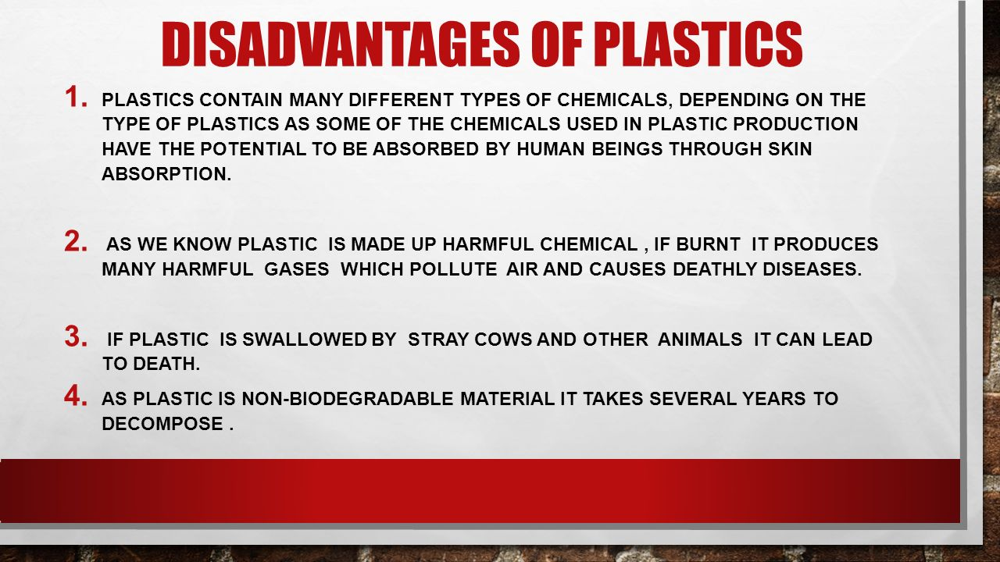 DISADVANTAGES OF PLASTICS
1. PLASTICS CONTAIN MANY DIFFERENT TYPES OF CHEMICALS, DEPENDING ON THE
TYPE OF PLASTICS AS SOME OF THE CHEMICALS USED IN PLASTIC PRODUCTION
HAVE THE POTENTIAL TO BE ABSORBED BY HUMAN BEINGS THROUGH SKIN
ABSORPTION.
2. AS WE KNOW PLASTIC IS MADE UP HARMFUL CHEMICAL , IF BURNT IT PRODUCES
MANY HARMFUL GASES WHICH POLLUTE AIR AND CAUSES DEATHLY DISEASES.
3. IF PLASTIC IS SWALLOWED BY STRAY COWS AND OTHER ANIMALS IT CAN LEAD
TO DEATH.
4. AS PLASTIC IS NON-BIODEGRADABLE MATERIAL IT TAKES SEVERAL YEARS TO
DECOMPOSE .